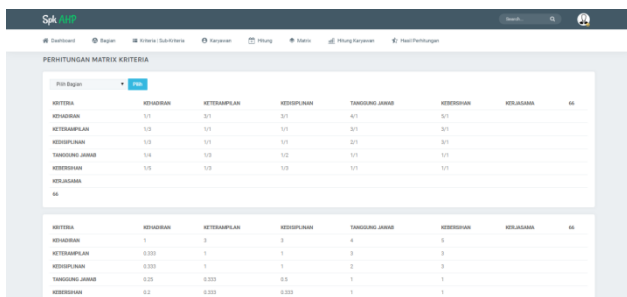 Spk AHP Search...
Dashboard Bagian Kriteria | Sub-Kriteria Karyawan Hitung Matrix Hitung Karyawan Hasil Perhitungan
PERHITUNGAN MATRIX KRITERIA
Pilih Bagian Pilih
KRITERIA KEHADIRAN KETERAMPILAN KEDISIPLINAN TANGGUNG JAWAB KEBERSIHAN KERJASAMA 66
KEHADIRAN 1/1 3/1 3/1 4/1 5/1
KETERAMPILAN 1/3 1/1 1/1 3/1 3/1
KEDISIPLINAN 1/3 1/1 1/1 2/1 3/1
TANGGUNG JAWAB 1/4 1/3 1/2 1/1 1/1
KEBERSIHAN 1/5 1/3 1/3 1/1 1/1
KERJASAMA
66
KRITERIA KEHADIRAN KETERAMPILAN KEDISIPLINAN TANGGUNG JAWAB KEBERSIHAN KERJASAMA 66
KEHADIRAN 1 3 3 4 5
KETERAMPILAN 0.333 1 1 3 3
KEDISIPLINAN 0.333 1 1 2 3
TANGGUNG JAWAB 0.25 0.333 0.5 1 1
KEBERSIHAN 0.2 0.333 0.333 1 1